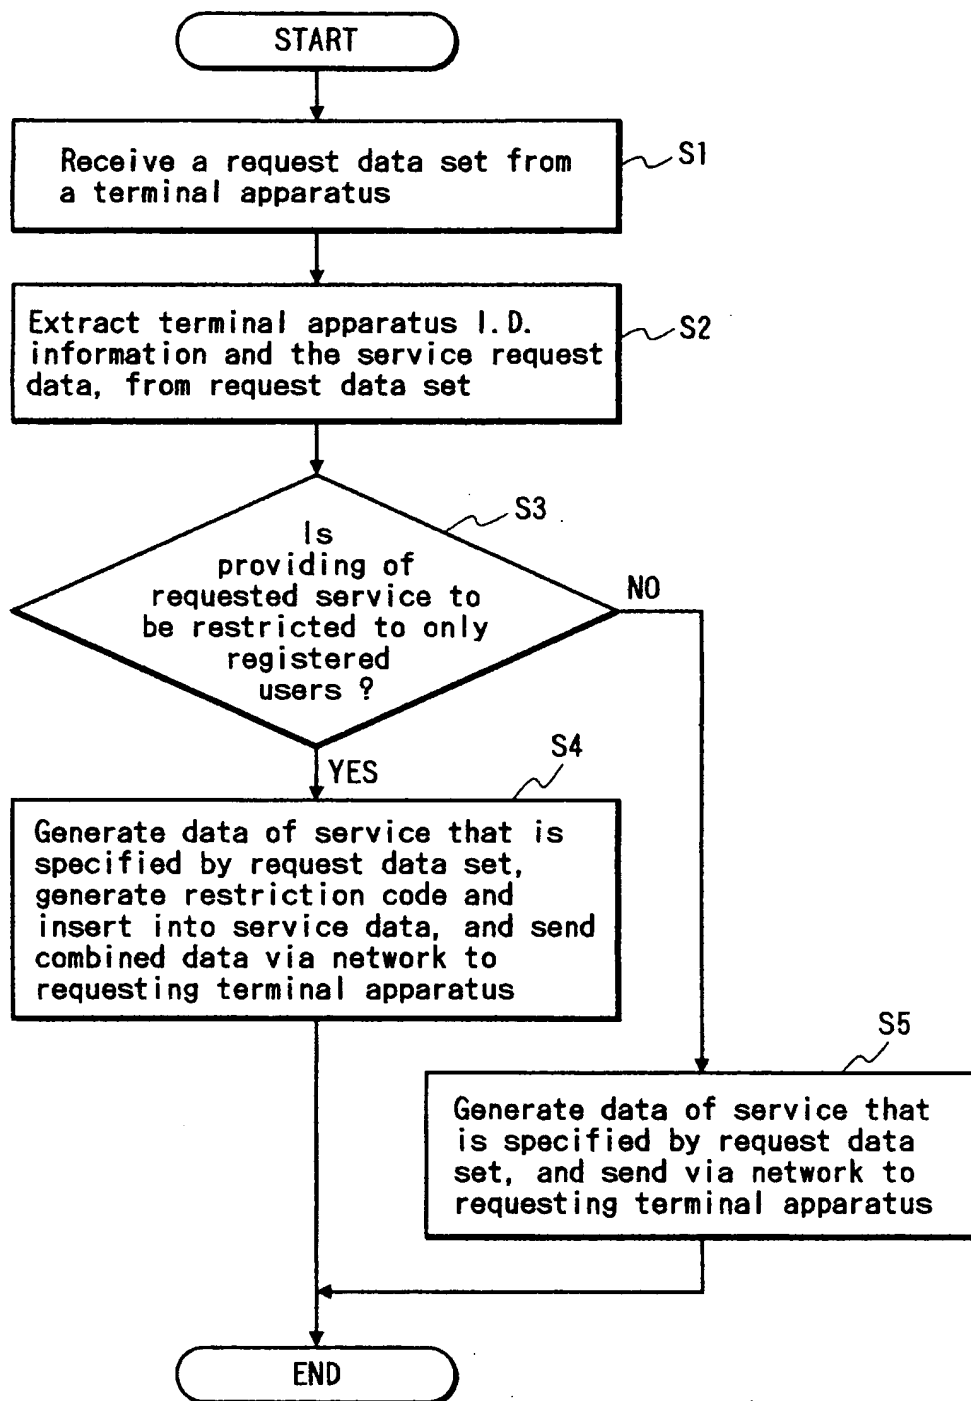 START
Receive a request data set from
a terminal apparatus
S1
Extract terminal apparatus I.D.
information and the service request
data, from request data set
S2
Is
providing of
requested service to
be restricted to only
registered
users ?
S3
NO
YES
S4
Generate data of service that is
specified by request data set,
generate restriction code and
insert into service data, and send
combined data via network to
requesting terminal apparatus
S5
Generate data of service that
is specified by request data
set, and send via network to
requesting terminal apparatus
END